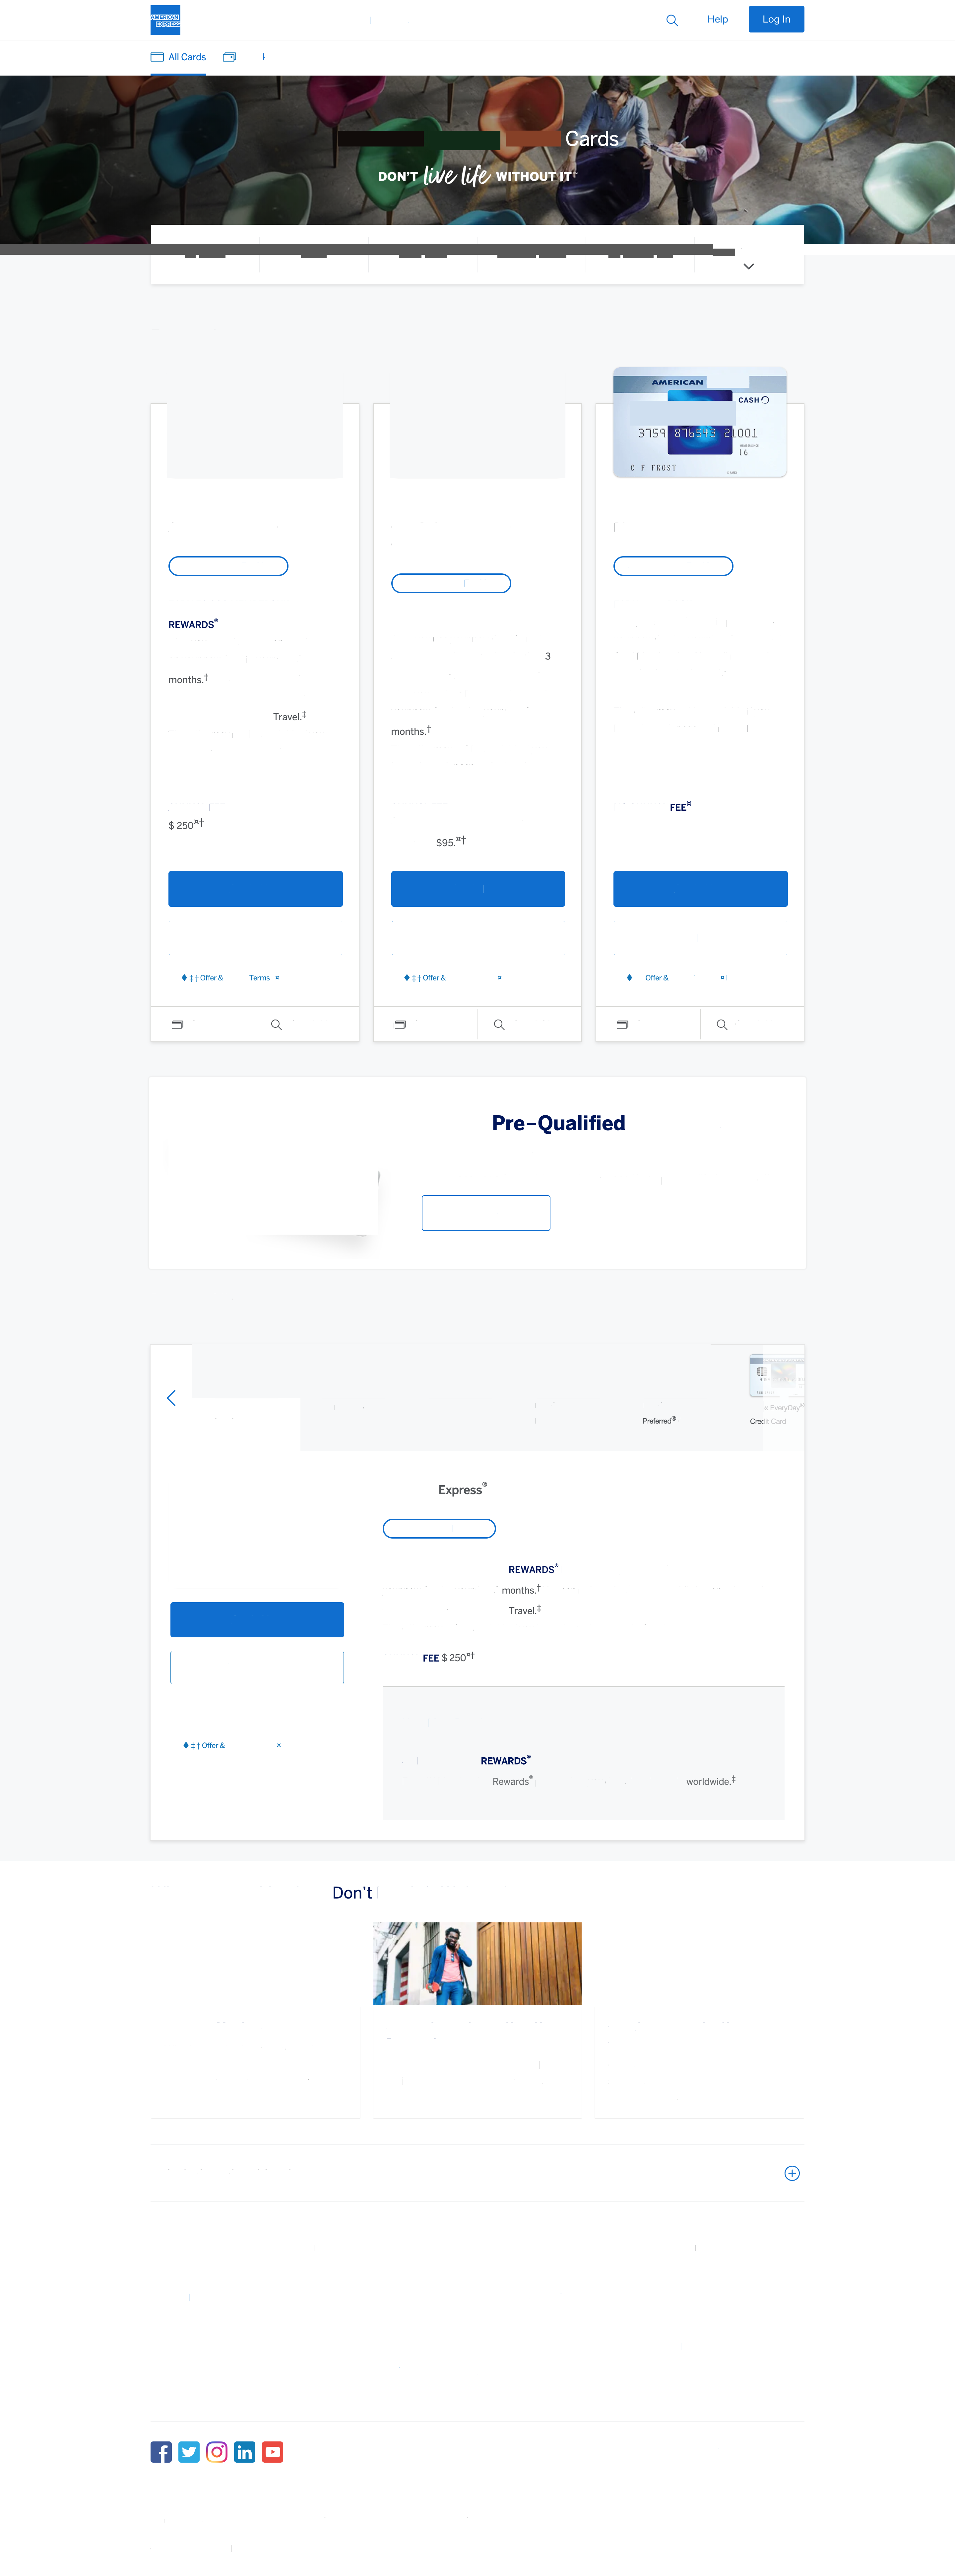 AMERICAN
EXPRESS
Help
Log In
All Cards
Cards
DON'T live life WITHOUT IT
AMERICAN
CASH
3759 876543 21001
16
C F FROST
REWARDS®
months.†
Travel.‡
$ 250¤†
♦ ‡ † Offer & Terms ¤
3
months.†
$95.¤†
♦ ‡ † Offer & ¤
FEE¤
♦ Offer & ¤
Pre-Qualified
EveryDay®
Preferred®
Credit Card
Express®
REWARDS®
months.†
Travel.‡
FEE $ 250¤†
♦ ‡ † Offer & ¤
REWARDS®
Rewards® worldwide.‡
Don't